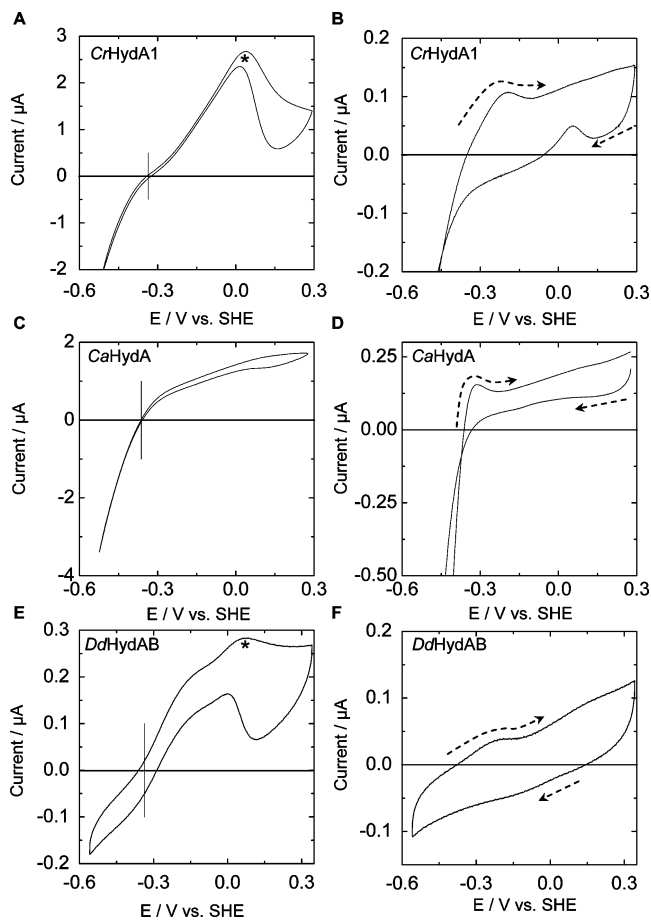 A
CrHydA1
Current / µA
3
2
1
0
-1
-2
*
-0.6
-0.3
0.0
0.3
E / V vs. SHE
B
CrHydA1
Current / µA
0.2
0.1
0.0
-0.1
-0.2
-0.6
-0.3
0.0
0.3
E / V vs. SHE
C
CaHydA
Current / µA
2
0
-2
-4
-0.6
-0.3
0.0
0.3
E / V vs. SHE
D
CaHydA
Current / µA
0.25
0.00
-0.25
-0.50
-0.6
-0.3
0.0
0.3
E / V vs. SHE
E
DdHydAB
Current / µA
0.3
0.2
0.1
0.0
-0.1
-0.2
*
-0.6
-0.3
0.0
0.3
E / V vs. SHE
F
DdHydAB
Current / µA
0.2
0.1
0.0
-0.1
-0.6
-0.3
0.0
0.3
E / V vs. SHE